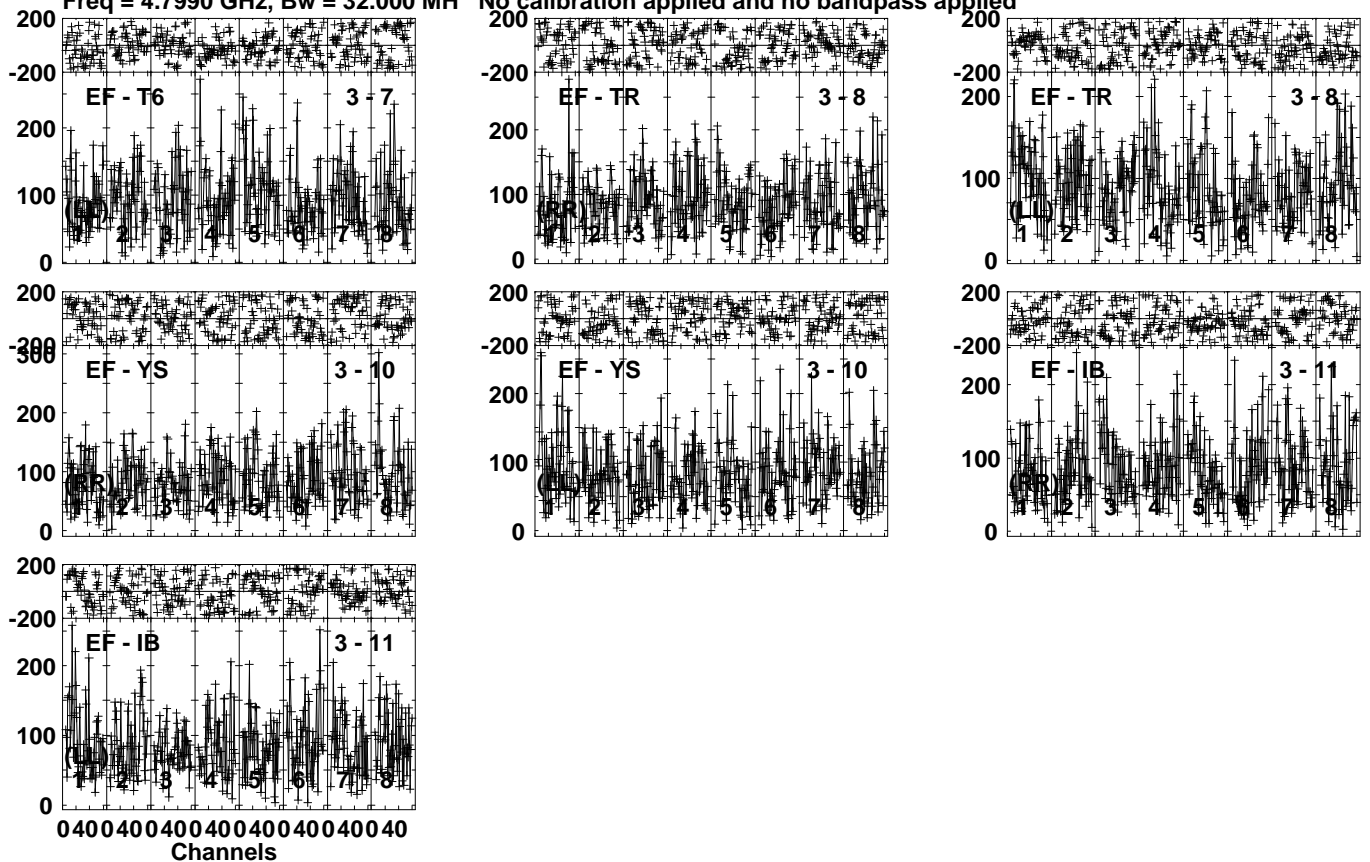 Freq = 4.7990 GHz, Bw = 32.000 MH No calibration applied and no bandpass applied
200 200 200
-200 -200 -200
EF - T6 3 - 7 EF - TR 3 - 8 EF - TR 3 - 8
200 200 200
100 100 100
(LL) (RR) (LL)
1 2 3 4 5 6 7 8 1 2 3 4 5 6 7 8 1 2 3 4 5 6 7 8
0 0 0
200 200 200
-200 -200 -200
300
EF - YS 3 - 10 EF - YS 3 - 10 EF - IB 3 - 11
200 200 200
100 100 100
(RR) (LL) (RR)
1 2 3 4 5 6 7 8 1 2 3 4 5 6 7 8 1 2 3 4 5 6 7 8
0 0 0
200
-200
EF - IB 3 - 11
200
100
(LL)
1 2 3 4 5 6 7 8
0
0 40 0 40 0 40 0 40 0 40 0 40 0 40 0 40
Channels